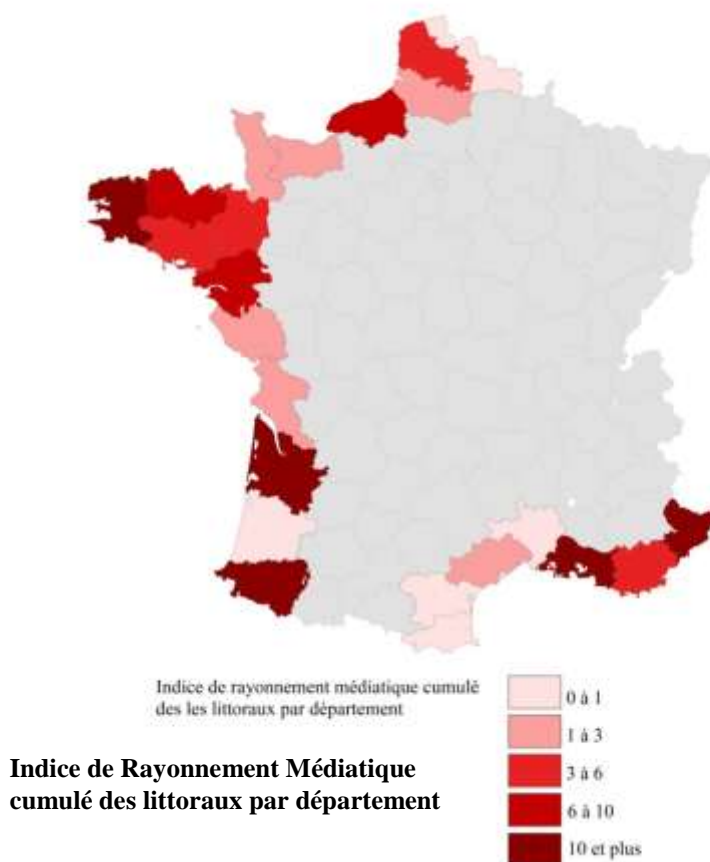 Indice de rayonnement médiatique cumulé
des les littoraux par département
0 à 1
1 à 3
3 à 6
6 à 10
10 et plus
Indice de Rayonnement Médiatique
cumulé des littoraux par département